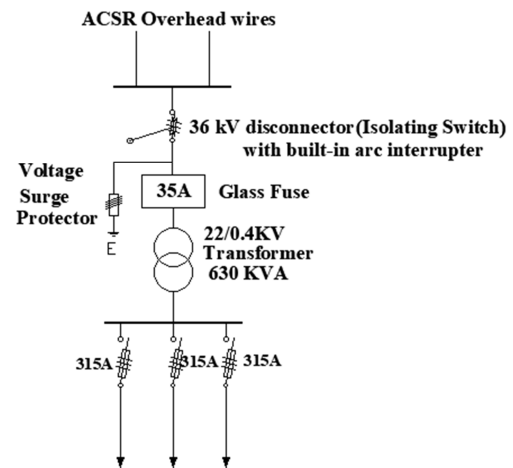 ACSR Overhead wires
36 kV disconnector(Isolating Switch)
with built-in arc interrupter
Voltage
Surge
Protector
E
35A
Glass Fuse
22/0.4KV
Transformer
630 KVA
315A
315A
315A